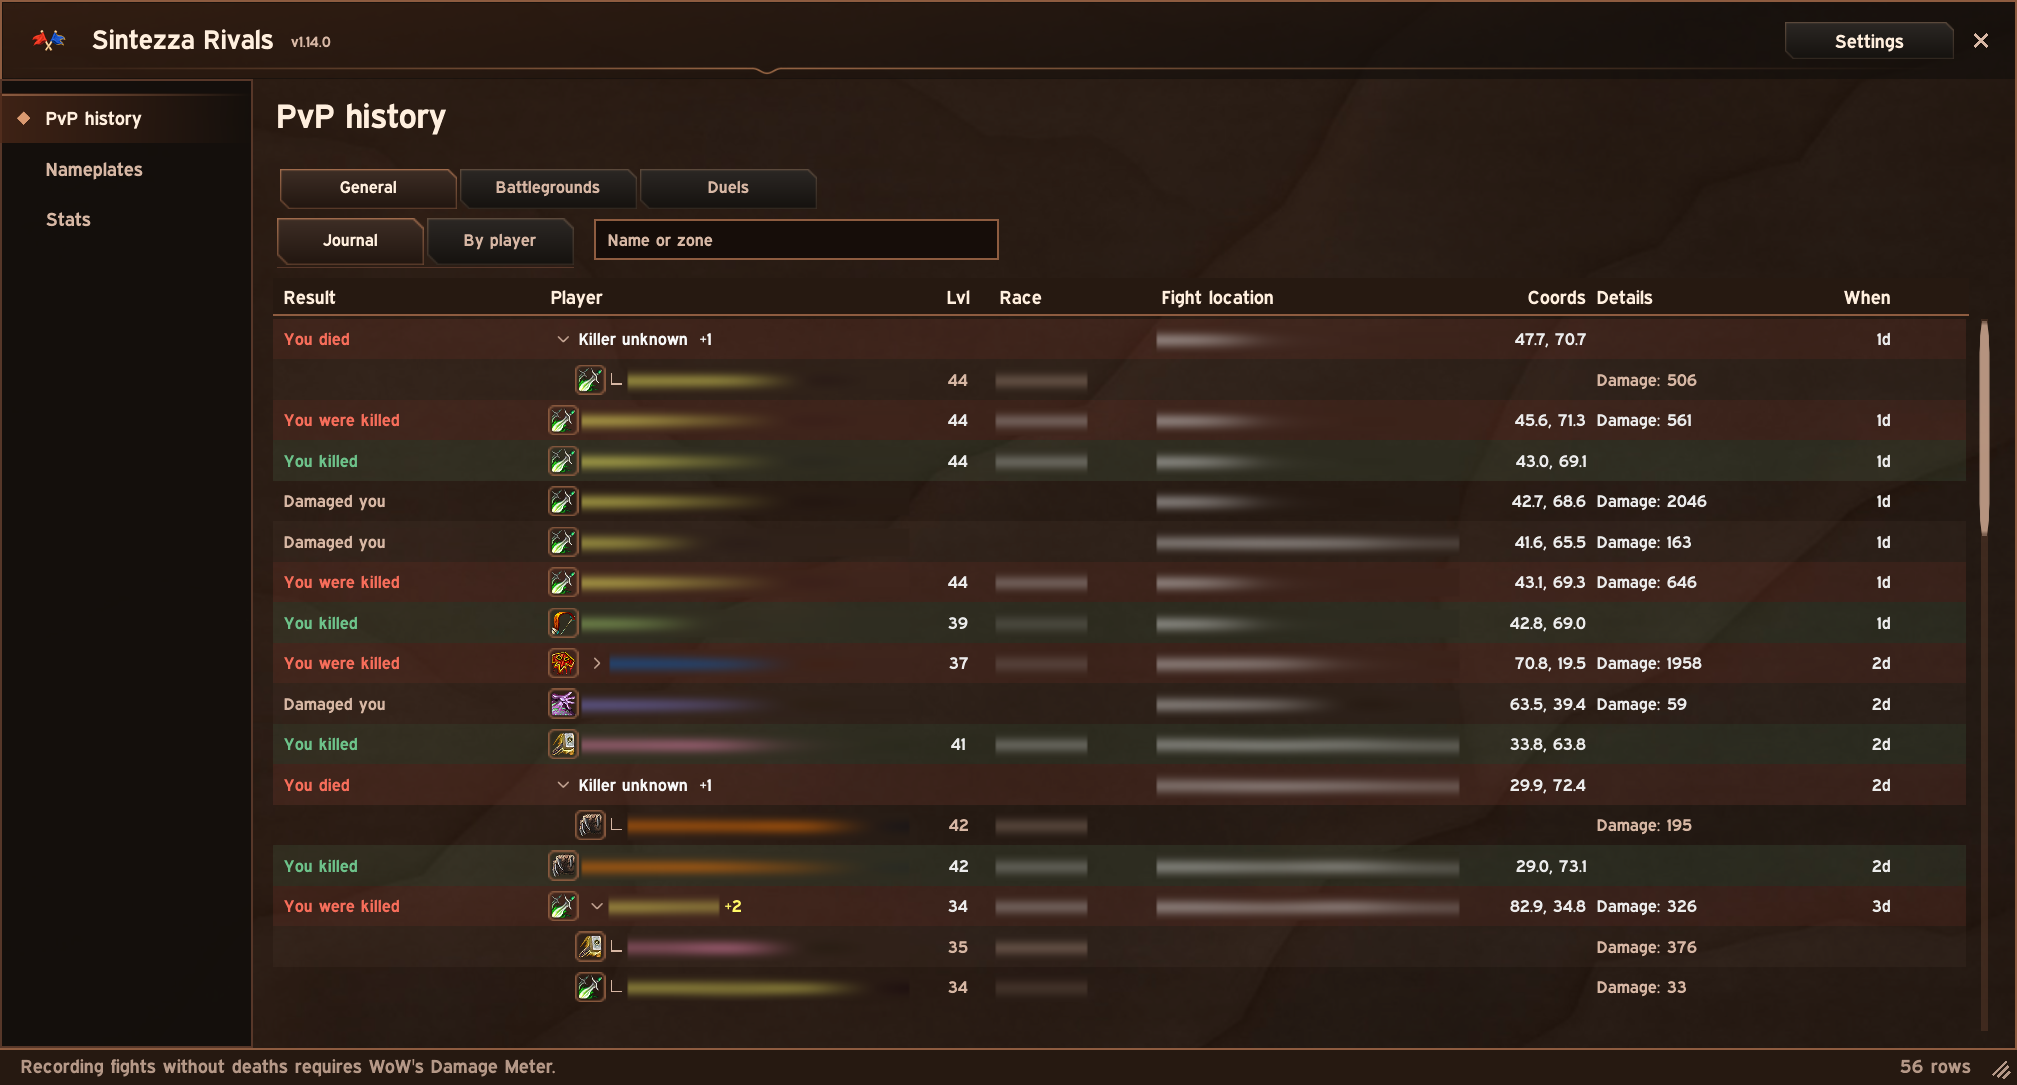 Sintezza Rivals v1.14.0
Settings
PvP history
Nameplates
Stats
PvP history
General Battlegrounds Duels
Journal By player Name or zone
Result Player Lvl Race Fight location Coords Details When
You died Killer unknown +1 47.7, 70.7 1d
44 Damage: 506
You were killed 44 45.6, 71.3 Damage: 561 1d
You killed 44 43.0, 69.1 1d
Damaged you 42.7, 68.6 Damage: 2046 1d
Damaged you 41.6, 65.5 Damage: 163 1d
You were killed 44 43.1, 69.3 Damage: 646 1d
You killed 39 42.8, 69.0 1d
You were killed 37 70.8, 19.5 Damage: 1958 2d
Damaged you 63.5, 39.4 Damage: 59 2d
You killed 41 33.8, 63.8 2d
You died Killer unknown +1 29.9, 72.4 2d
42 Damage: 195
You killed 42 29.0, 73.1 2d
You were killed +2 34 82.9, 34.8 Damage: 326 3d
35 Damage: 376
34 Damage: 33
Recording fights without deaths requires WoW's Damage Meter.
56 rows